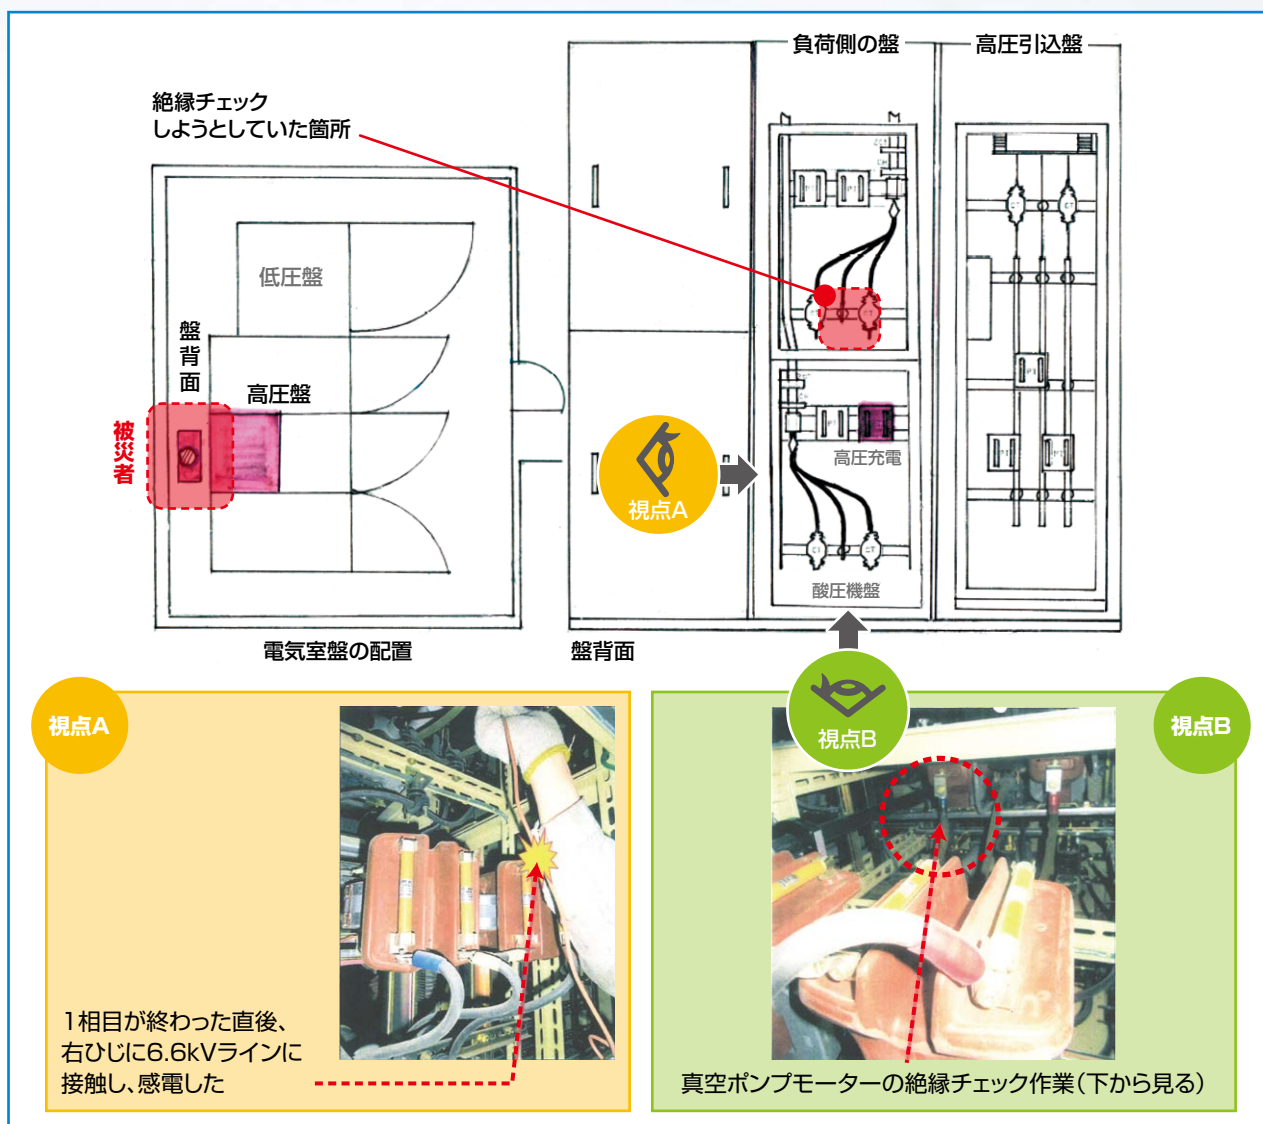 負荷側の盤
高圧引込盤
絶縁チェック
しようとしていた箇所
低圧盤
盤背面
高圧盤
被災者
視点A
高圧充電
酸圧機盤
電気室盤の配置
盤背面
視点B
視点A
視点B
1相目が終わった直後、
右ひじに6.6kVラインに
接触し、感電した
真空ポンプモーターの絶縁チェック作業（下から見る）
CT
CT
PT
CT
CT